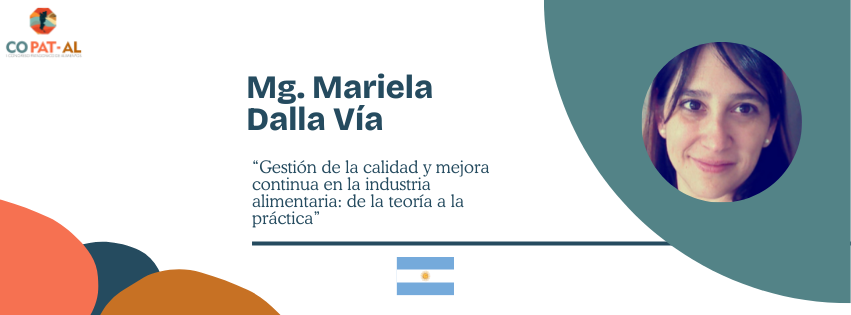 CO PAT-AL
Mg. Mariela
Dalla Vía
“Gestión de la calidad y mejora
continua en la industria
alimentaria: de la teoría a la
práctica”